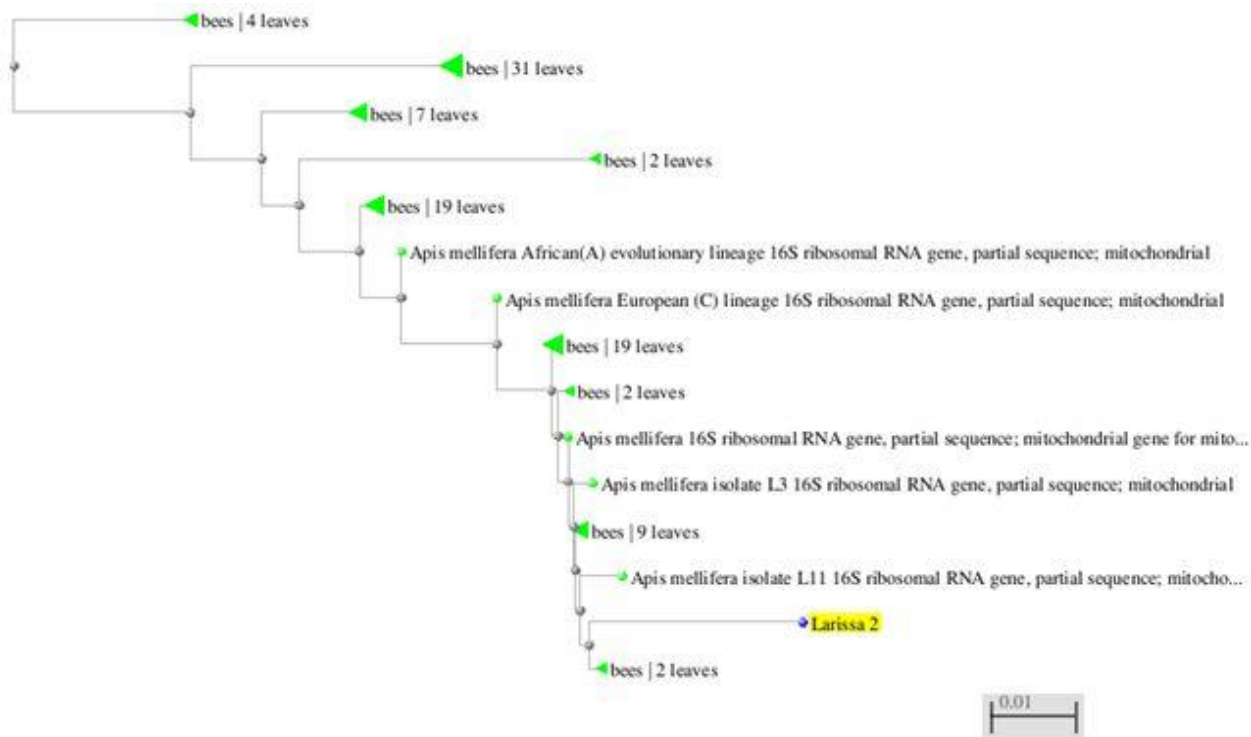 bees | 4 leaves
bees | 31 leaves
bees | 7 leaves
bees | 2 leaves
bees | 19 leaves
Apis mellifera African(A) evolutionary lineage 16S ribosomal RNA gene, partial sequence; mitochondrial
Apis mellifera European (C) lineage 16S ribosomal RNA gene, partial sequence; mitochondrial
bees | 19 leaves
bees | 2 leaves
Apis mellifera 16S ribosomal RNA gene, partial sequence; mitochondrial gene for mito...
Apis mellifera isolate L3 16S ribosomal RNA gene, partial sequence; mitochondrial
bees | 9 leaves
Apis mellifera isolate L11 16S ribosomal RNA gene, partial sequence; mitocho...
Larissa 2
bees | 2 leaves
0.01